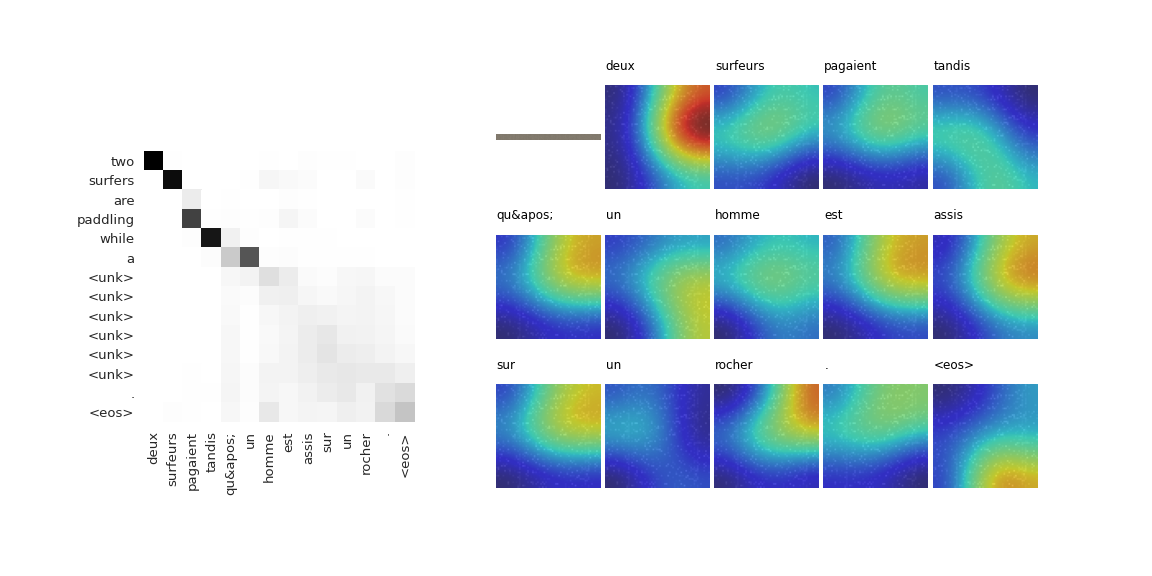 two
surfers
are
paddling
while
a
<unk>
<unk>
<unk>
<unk>
<unk>
<unk>
.
<eos>
deux
surfeurs
pagaient
tandis
qu&apos;
un
homme
est
assis
sur
un
rocher
.
<eos>
deux surfeurs pagaient tandis
qu&apos; un homme est assis
sur un rocher . <eos>